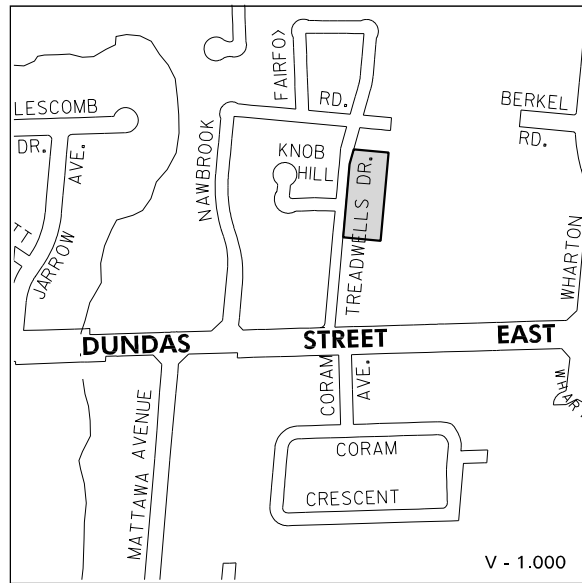 FAIRFO
LESCOMB
RD.
BERKEL
DR.
AVE.
NAWBROOK
KNOB
HILL
RD.
TREADWELLS DR.
WHARTON
JARROW
DUNDAS STREET EAST
CORAM
AVE.
WHAR
MATTAWA AVENUE
CORAM
CRESCENT
V - 1.000